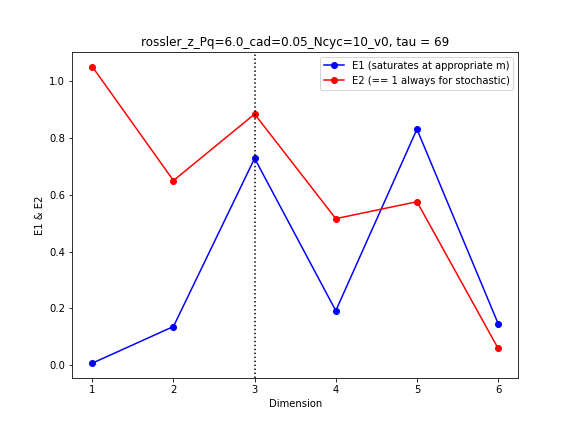 rossler_z_Pq=6.0_cad=0.05_Ncyc=10_v0, tau = 69
E1 (saturates at appropriate m)
E2 (== 1 always for stochastic)
E1 & E2
1.0
0.8
0.6
0.4
0.2
0.0
1 2 3 4 5 6
Dimension